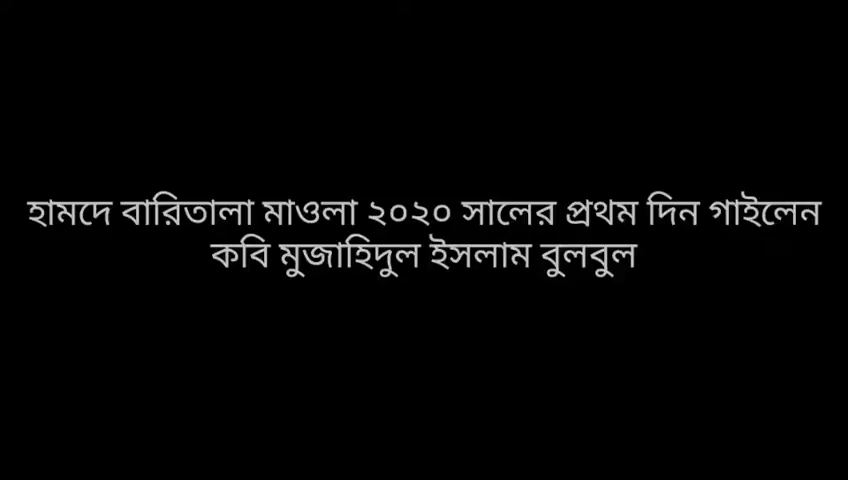 হামদে বারিতালা মাওলা ২০২০ সালের প্রথম দিন গাইলেন
কবি মুজাহিদুল ইসলাম বুলবুল